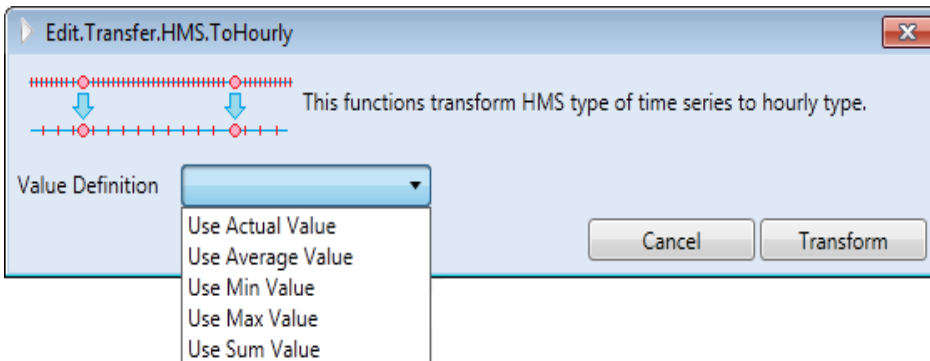 Edit.Transfer.HMS.ToHourly
This functions transform HMS type of time series to hourly type.
Value Definition
Use Actual Value
Use Average Value
Use Min Value
Use Max Value
Use Sum Value
Cancel Transform